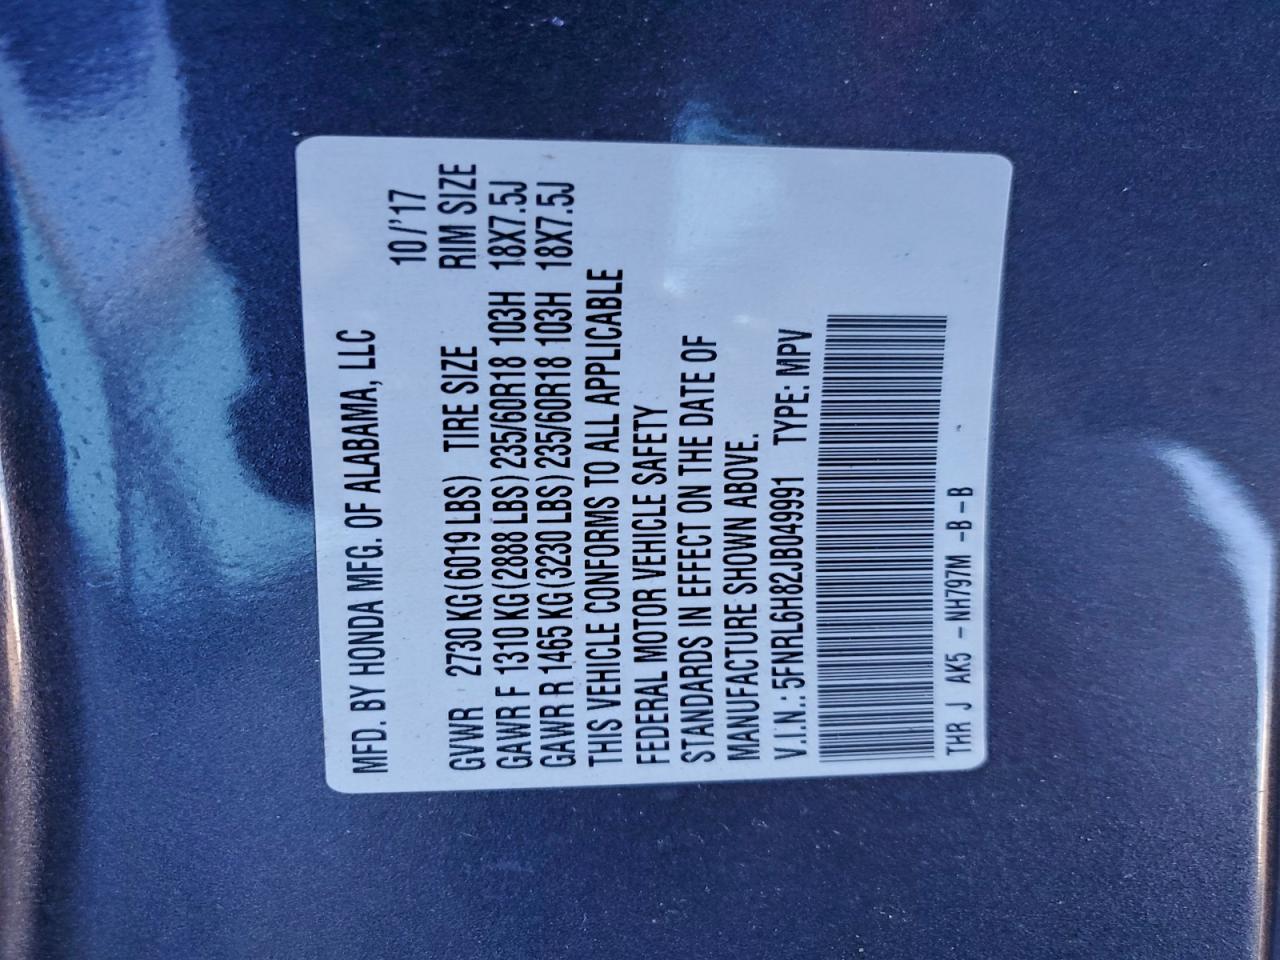 MFD. BY HONDA MFG. OF ALABAMA, LLC
10/'17
GVWR 2730 KG(6019 LBS) TIRE SIZE RIM SIZE
GAWR F 1310 KG(2888 LBS) 235/60R18 103H 18X7.5J
GAWR R 1465 KG(3230 LBS) 235/60R18 103H 18X7.5J
THIS VEHICLE CONFORMS TO ALL APPLICABLE
FEDERAL MOTOR VEHICLE SAFETY
STANDARDS IN EFFECT ON THE DATE OF
MANUFACTURE SHOWN ABOVE.
V.I.N.: 5FNRL6H82JB049991 TYPE: MPV
THR J AK5 - NH797M -B-B